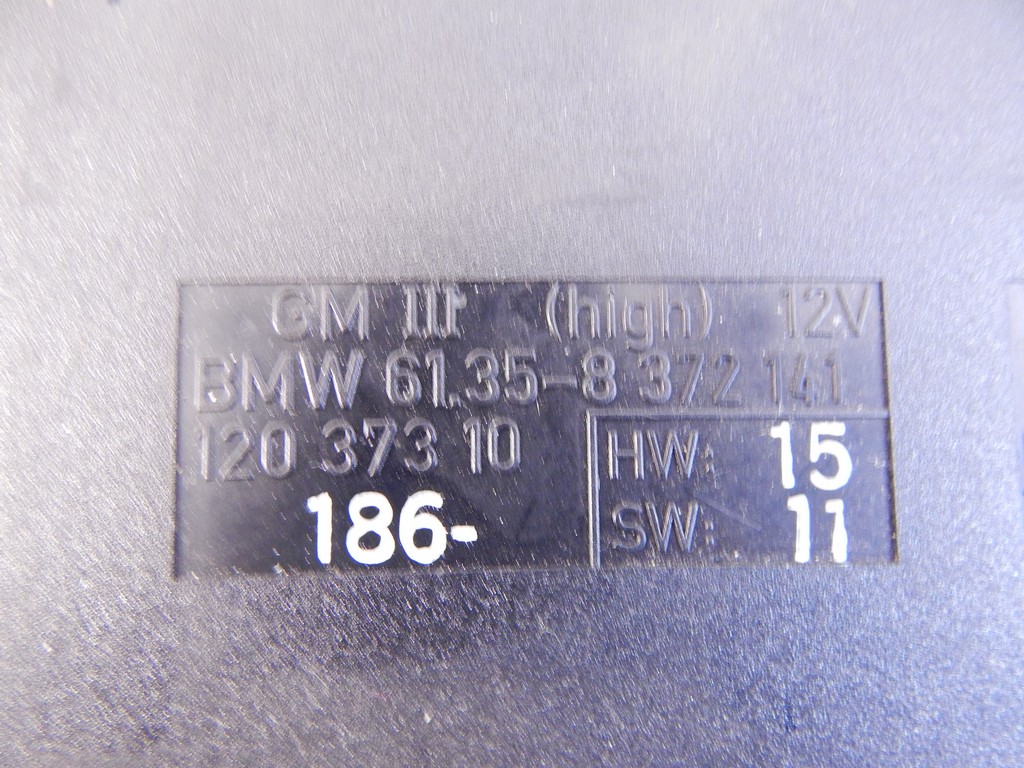 GM III (high) 12V
BMW 61.35-8 372 141
120 373 10
HW: 15
186-
SW: 11